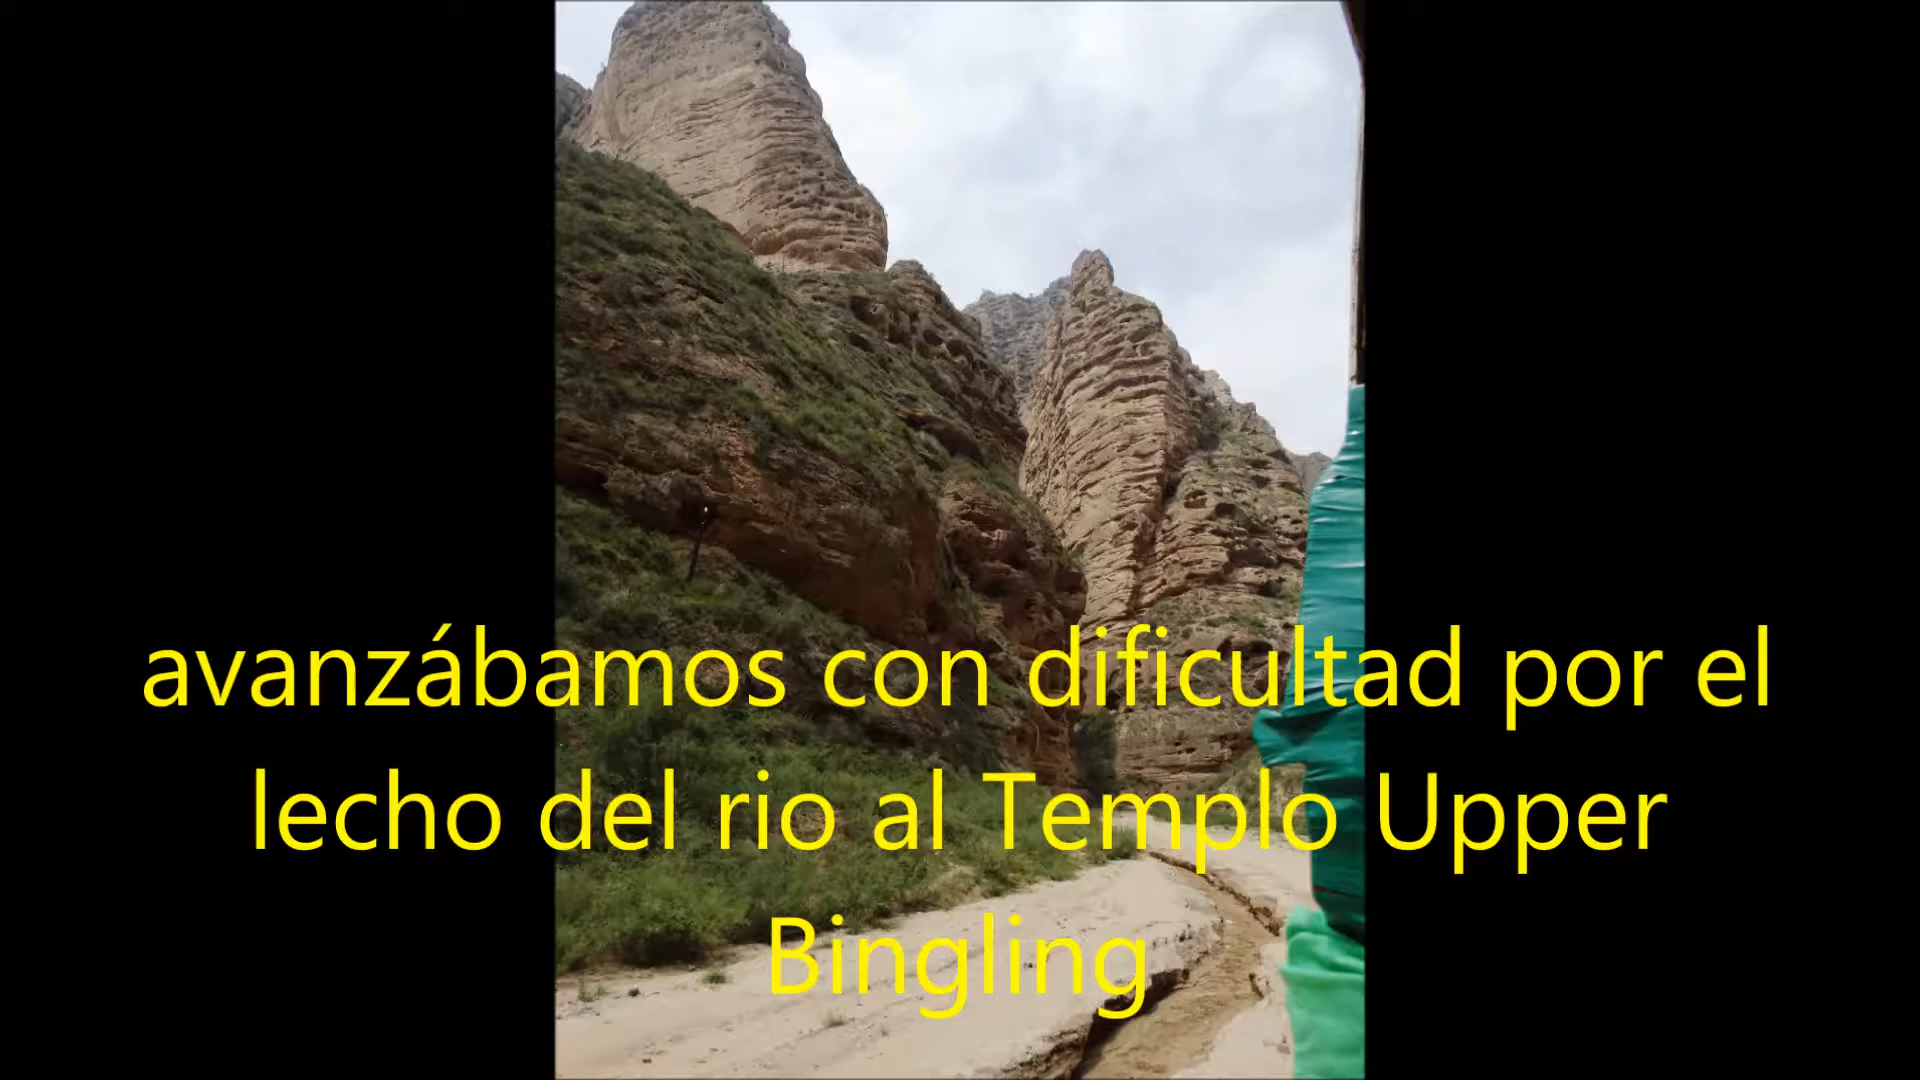 avanzábamos con dificultad por el
lecho del rio al Templo Upper
Bingling